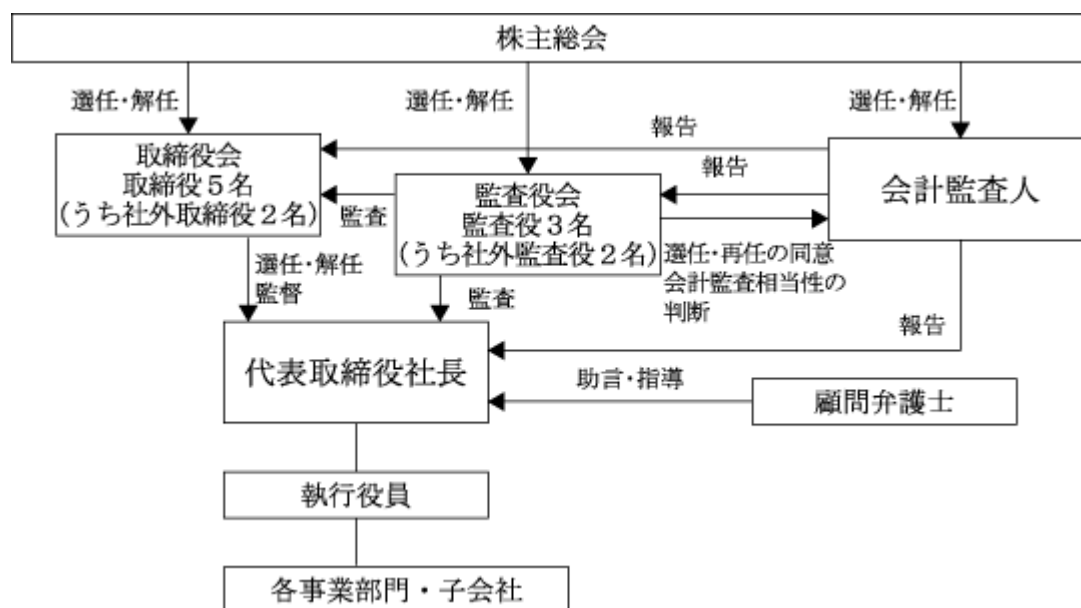 株主総会
選任・解任
選任・解任
選任・解任
報告
取締役会
取締役5名
(うち社外取締役2名)
報告
会計監査人
監査
監査役会
監査役3名
(うち社外監査役2名)
選任・再任の同意
会計監査相当性の
判断
選任・解任
監督
監査
報告
代表取締役社長
助言・指導
顧問弁護士
執行役員
各事業部門・子会社